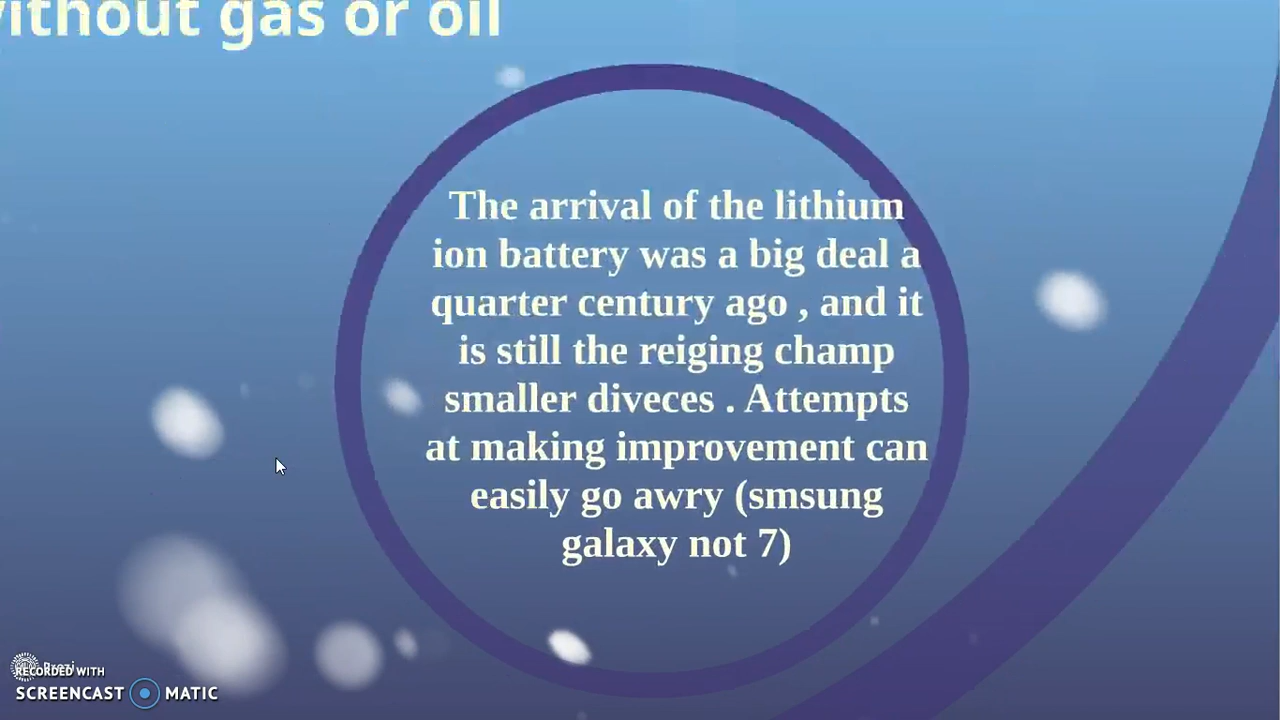 without gas or oil
The arrival of the lithium
ion battery was a big deal a
quarter century ago , and it
is still the reiging champ
smaller diveces . Attempts
at making improvement can
easily go awry (smsung
galaxy not 7)
Prezi
RECORDED WITH
SCREENCAST MATIC